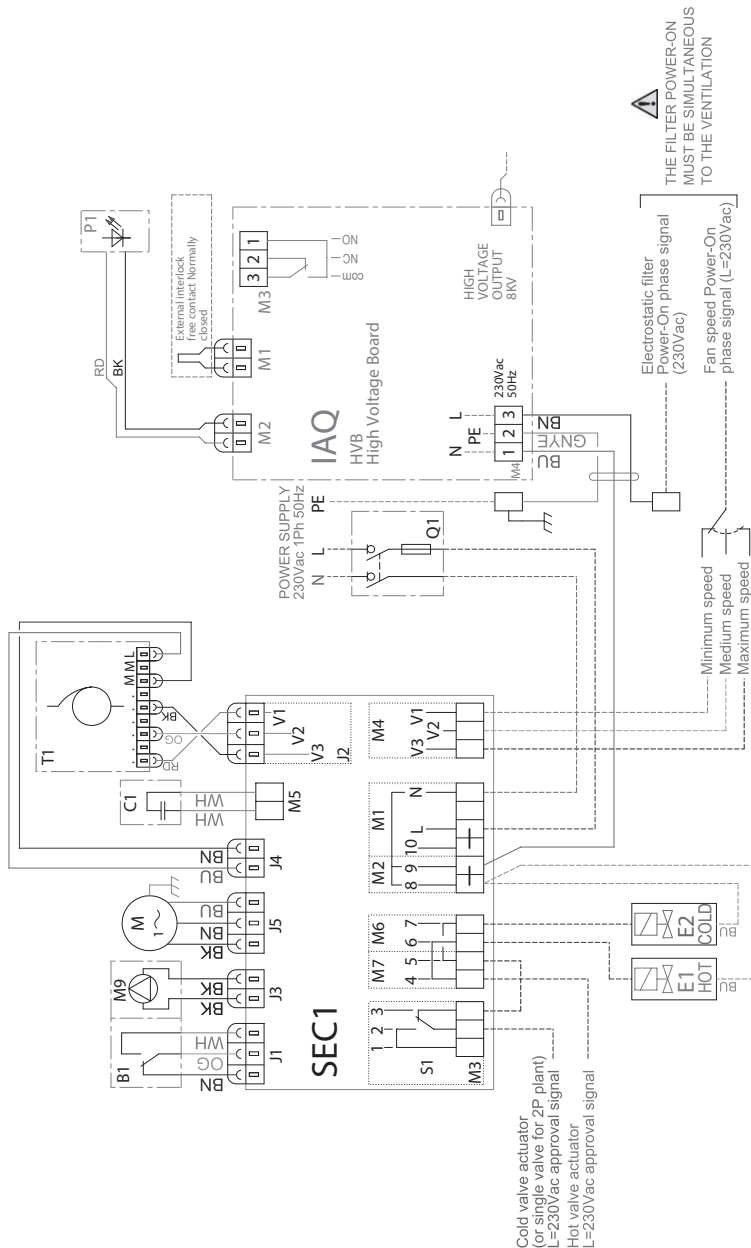 P1
RD
BK
External interlock
free contact Normally
closed
M2
M1
M3
3 2 1
com
NC
NO
IAQ
HVB
High Voltage Board
HIGH
VOLTAGE
OUTPUT
8KV
230Vac
50Hz
N
PE
L
1 2 3
M4
BU
GNYE
BN
THE FILTER POWER-ON
MUST BE SIMULTANEOUS
TO THE VENTILATION
Electrostatic filter
Power-On phase signal
(230Vac)
Fan speed Power-On
phase signal (L=230Vac)
POWER SUPPLY
230Vac 1Ph 50Hz
N
L
PE
Q1
Minimum speed
Medium speed
Maximum speed
T1
M M L
RD
OG
BK
C1
WH
WH
M5
V3
V2
V1
J2
BU
BN
J4
M
1~
BK
BN
BU
J5
M9
BK
BK
J3
B1
BN
OG
WH
J1
SEC1
M4
V3
V2
V1
M1
10
L
N
M2
8
9
M6
6
7
M7
4
5
S1
1 2 3
M3
E2
COLD
BU
E1
HOT
BU
Cold valve actuator
(or single valve for 2P plant)
L=230Vac approval signal
Hot valve actuator
L=230Vac approval signal